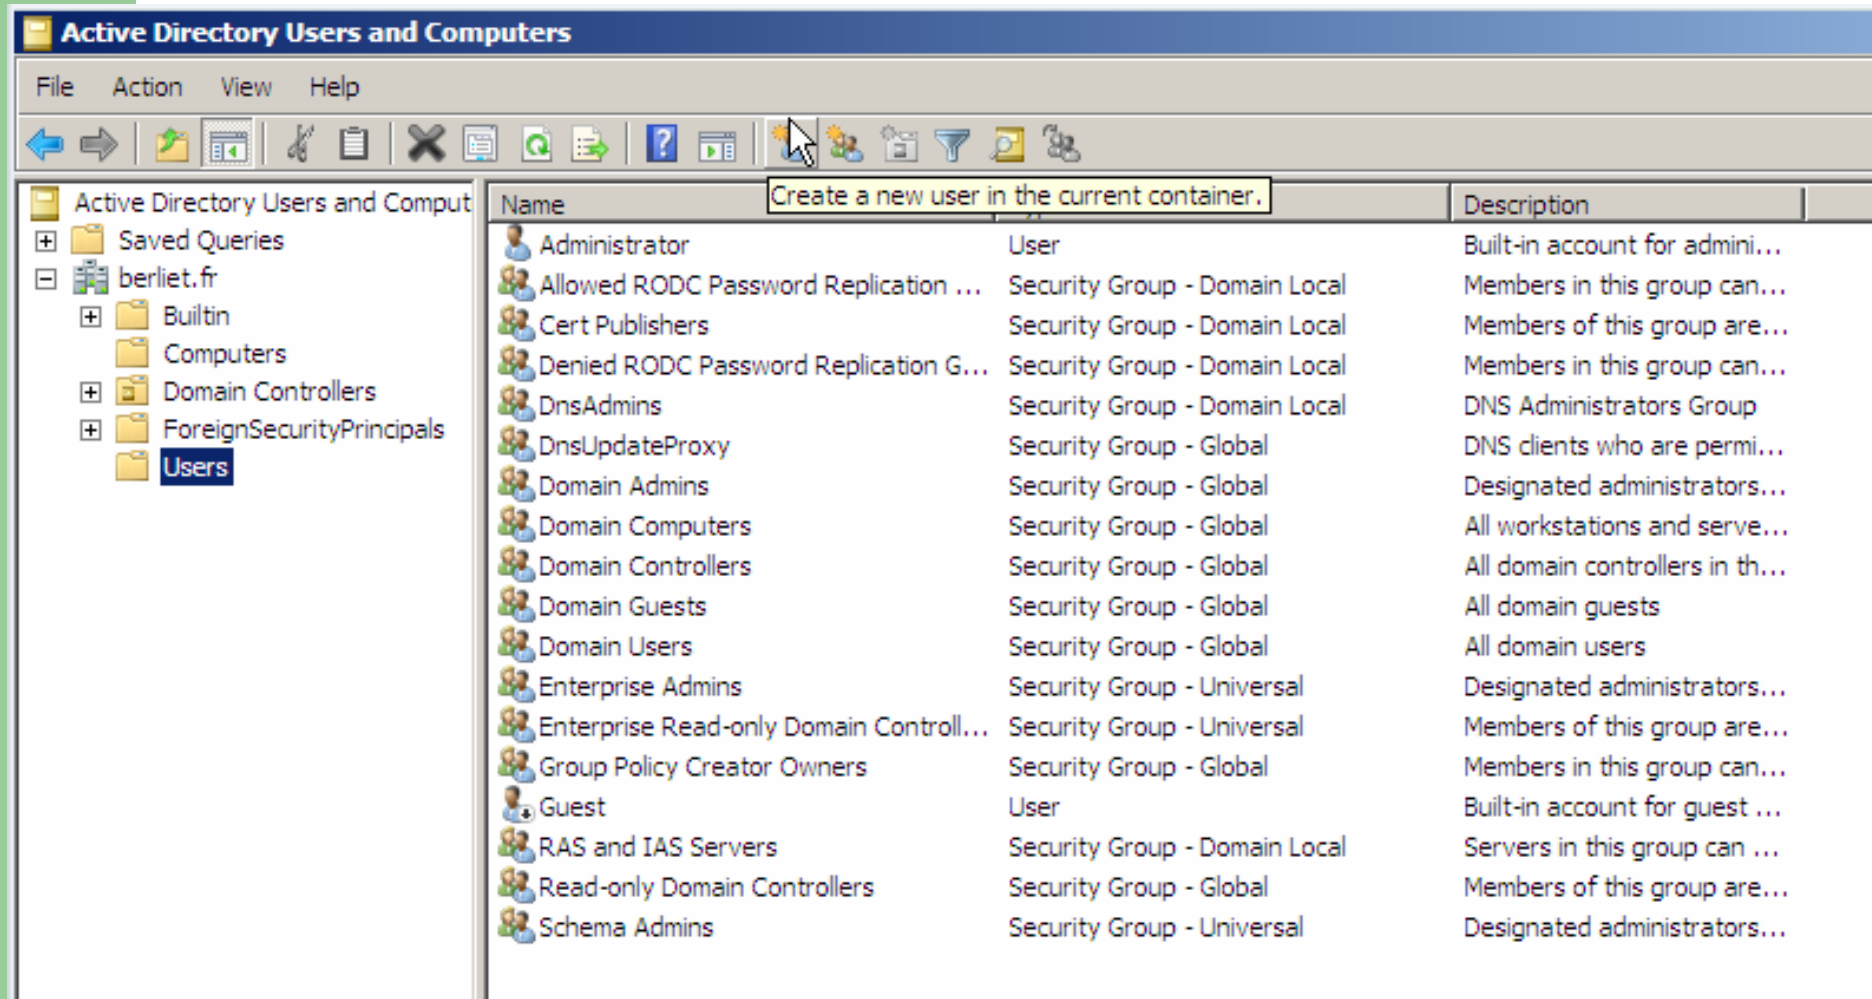 Active Directory Users and Computers
File Action View Help
Create a new user in the current container.
Active Directory Users and Comput
Saved Queries
berliet.fr
Builtin
Computers
Domain Controllers
ForeignSecurityPrincipals
Users
Name Description
Administrator User Built-in account for admini...
Allowed RODC Password Replication ... Security Group - Domain Local Members in this group can...
Cert Publishers Security Group - Domain Local Members of this group are...
Denied RODC Password Replication G... Security Group - Domain Local Members in this group can...
DnsAdmins Security Group - Domain Local DNS Administrators Group
DnsUpdateProxy Security Group - Global DNS clients who are permi...
Domain Admins Security Group - Global Designated administrators...
Domain Computers Security Group - Global All workstations and serve...
Domain Controllers Security Group - Global All domain controllers in th...
Domain Guests Security Group - Global All domain guests
Domain Users Security Group - Global All domain users
Enterprise Admins Security Group - Universal Designated administrators...
Enterprise Read-only Domain Controll... Security Group - Universal Members of this group are...
Group Policy Creator Owners Security Group - Global Members in this group can...
Guest User Built-in account for guest ...
RAS and IAS Servers Security Group - Domain Local Servers in this group can ...
Read-only Domain Controllers Security Group - Global Members of this group are...
Schema Admins Security Group - Universal Designated administrators...